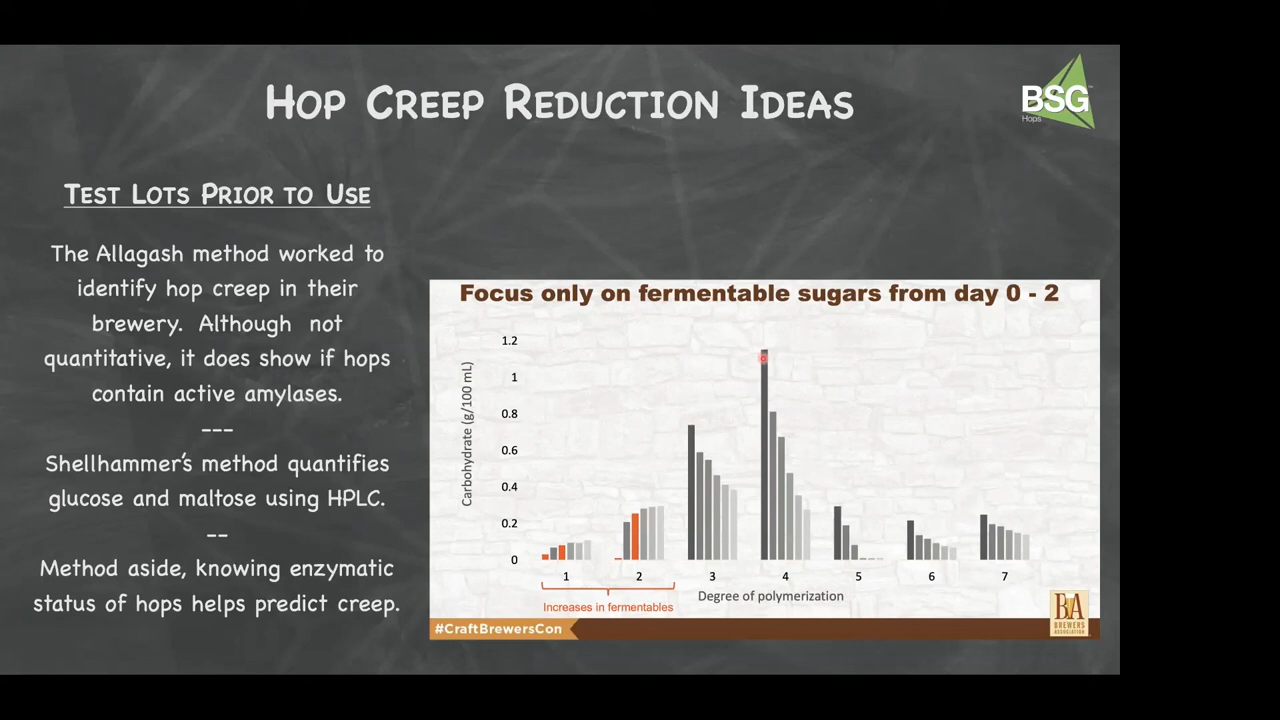 Hop Creep Reduction Ideas
BSG
Hops
Test Lots Prior to Use
The Allagash method worked to
identify hop creep in their
brewery. Although not
quantitative, it does show if hops
contain active amylases.
---
Shellhammer's method quantifies
glucose and maltose using HPLC.
--
Method aside, knowing enzymatic
status of hops helps predict creep.
Focus only on fermentable sugars from day 0 - 2
Carbohydrate (g/100 mL)
1.2
1
0.8
0.6
0.4
0.2
0
1 2 3 4 5 6 7
Degree of polymerization
Increases in fermentables
#CraftBrewersCon
BA
BREWERS
ASSOCIATION